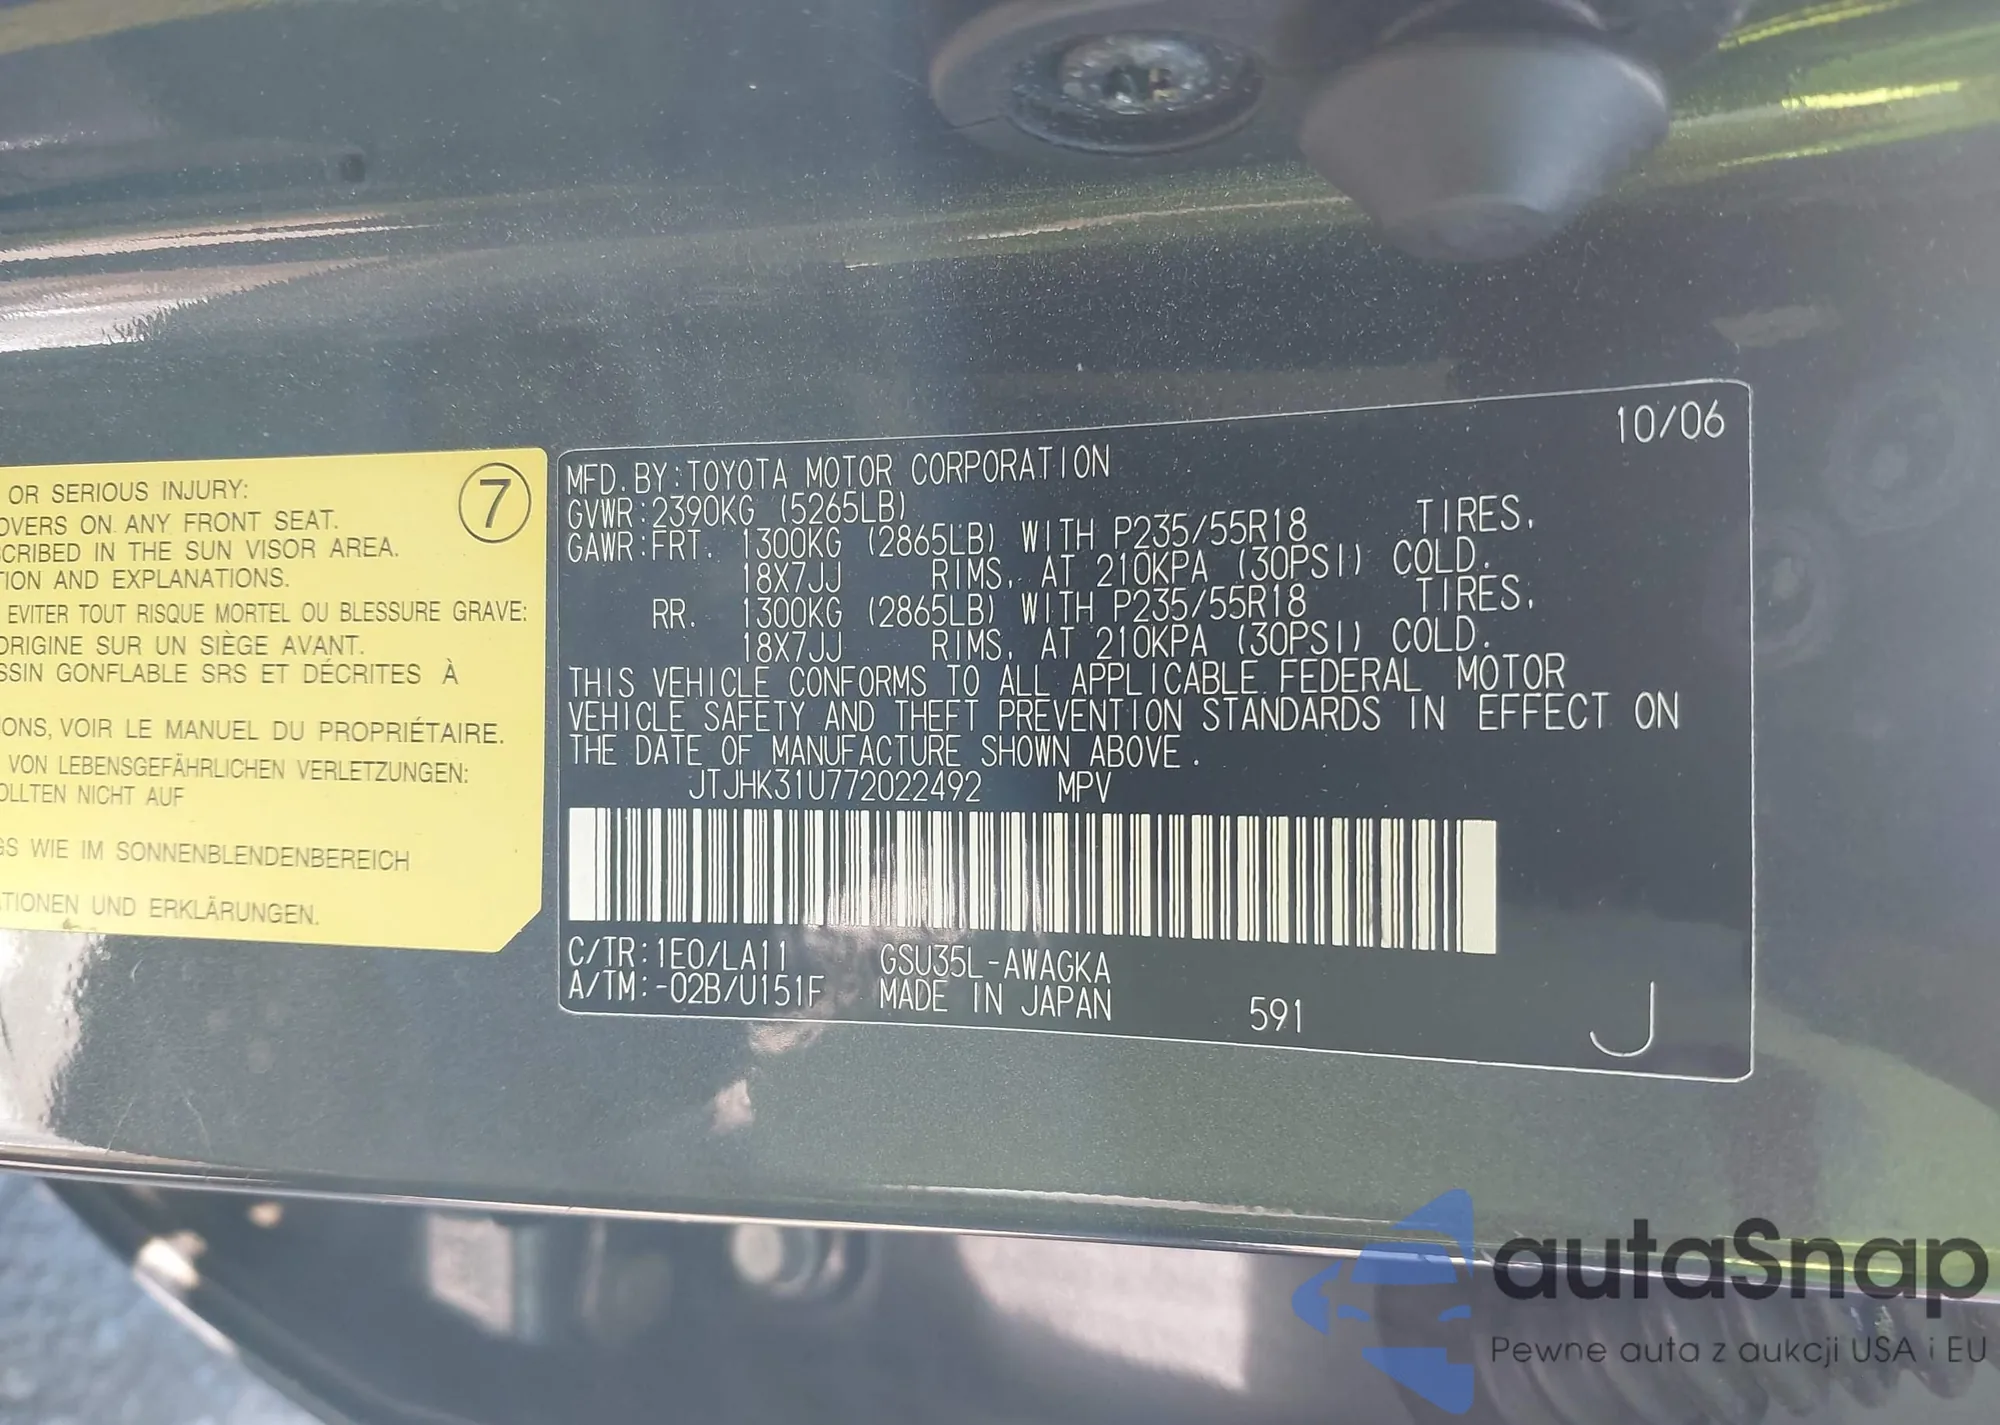 OR SERIOUS INJURY:
OVERS ON ANY FRONT SEAT.
SCRIBED IN THE SUN VISOR AREA.
TION AND EXPLANATIONS.
EVITER TOUT RISQUE MORTEL OU BLESSURE GRAVE:
ORIGINE SUR UN SIÈGE AVANT.
SSIN GONFLABLE SRS ET DÉCRITES À
ONS, VOIR LE MANUEL DU PROPRIÉTAIRE.
VON LEBENSGEFÄHRLICHEN VERLETZUNGEN:
OLLTEN NICHT AUF
GS WIE IM SONNENBLENDENBEREICH
ATIONEN UND ERKLÄRUNGEN.
7
10/06
MFD. BY:TOYOTA MOTOR CORPORATION
GVWR:2390KG (5265LB)
GAWR:FRT. 1300KG (2865LB) WITH P235/55R18 TIRES,
18X7JJ RIMS, AT 210KPA (30PSI) COLD.
RR. 1300KG (2865LB) WITH P235/55R18 TIRES,
18X7JJ RIMS, AT 210KPA (30PSI) COLD.
THIS VEHICLE CONFORMS TO ALL APPLICABLE FEDERAL MOTOR
VEHICLE SAFETY AND THEFT PREVENTION STANDARDS IN EFFECT ON
THE DATE OF MANUFACTURE SHOWN ABOVE.
JTJHK31U772022492 MPV
C/TR:1E0/LA11 GSU35L-AWAGKA
A/TM:-02B/U151F MADE IN JAPAN 591 J
autaSnap
Pewne auta z aukcji USA i EU